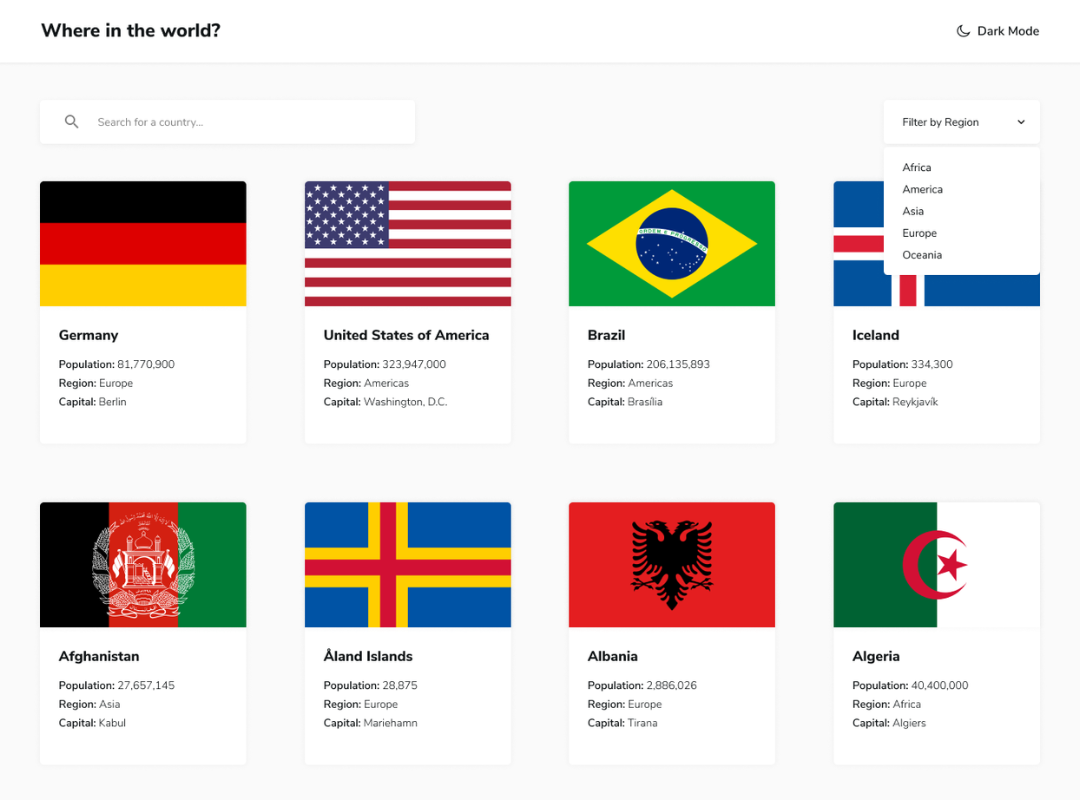 Where in the world?
Dark Mode
Search for a country...
Filter by Region
Africa
America
Asia
Europe
Oceania
ORDEM E PROGRESSO
Germany
Population: 81,770,900
Region: Europe
Capital: Berlin
United States of America
Population: 323,947,000
Region: Americas
Capital: Washington, D.C.
Brazil
Population: 206,135,893
Region: Americas
Capital: Brasília
Iceland
Population: 334,300
Region: Europe
Capital: Reykjavík
Afghanistan
Population: 27,657,145
Region: Asia
Capital: Kabul
Åland Islands
Population: 28,875
Region: Europe
Capital: Mariehamn
Albania
Population: 2,886,026
Region: Europe
Capital: Tirana
Algeria
Population: 40,400,000
Region: Africa
Capital: Algiers